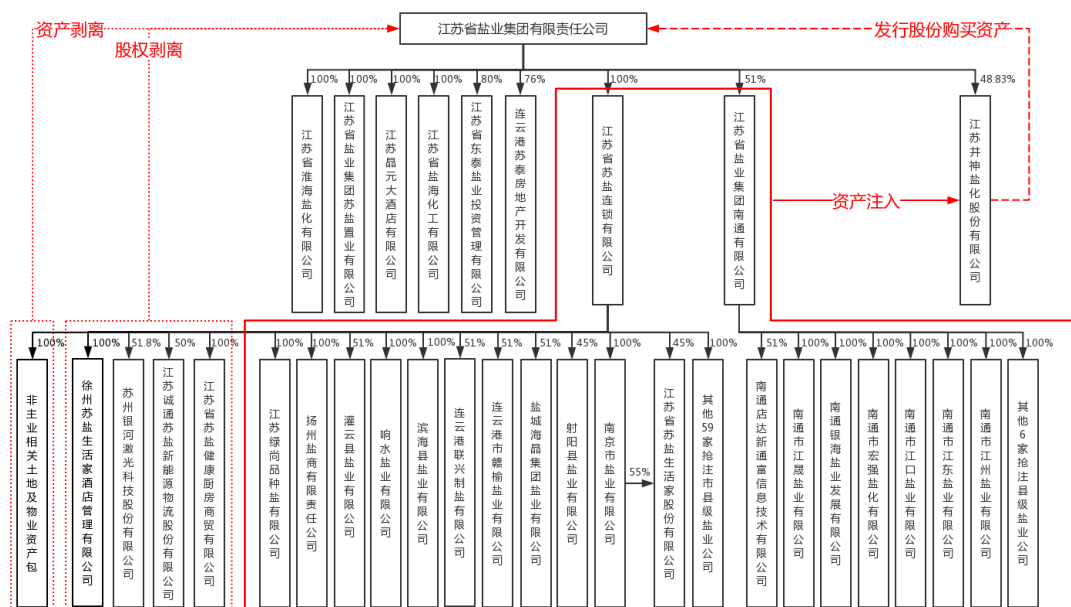 江苏省盐业集团有限责任公司
资产剥离
股权剥离
发行股份购买资产
100%
100%
100%
100%
80%
76%
100%
51%
48.83%
江苏省淮海盐化有限公司
江苏省盐业集团苏盐置业有限公司
江苏晶元大酒店有限公司
江苏省盐海化工有限公司
江苏省东泰盐业投资管理有限公司
连云港苏泰房地产开发有限公司
江苏省苏盐连锁有限公司
江苏省盐业集团南通有限公司
江苏井神盐化股份有限公司
资产注入
100%
100%
51.8%
50%
100%
100%
100%
51%
100%
100%
51%
51%
51%
45%
100%
45%
100%
51%
100%
100%
100%
100%
100%
100%
100%
非主业相关土地及物业资产包
徐州苏盐生活家酒店管理有限公司
苏州银河激光科技股份有限公司
江苏诚通苏盐新能源物流股份有限公司
江苏省苏盐健康厨房商贸有限公司
江苏绿尚品种盐有限公司
扬州盐商有限责任公司
灌云县盐业有限公司
响水盐业有限公司
滨海县盐业有限公司
连云港联兴制盐有限公司
连云港市赣榆盐业有限公司
盐城海晶集团盐业有限公司
射阳县盐业有限公司
南京市盐业有限公司
55%
江苏省苏盐生活家股份有限公司
其他59家抢注市县级盐业公司
南通店达新通富信息技术有限公司
南通市江晟盐业有限公司
南通银海盐业发展有限公司
南通市宏强盐化有限公司
南通市江口盐业有限公司
南通市江东盐业有限公司
南通市江州盐业有限公司
其他6家抢注县级盐业公司